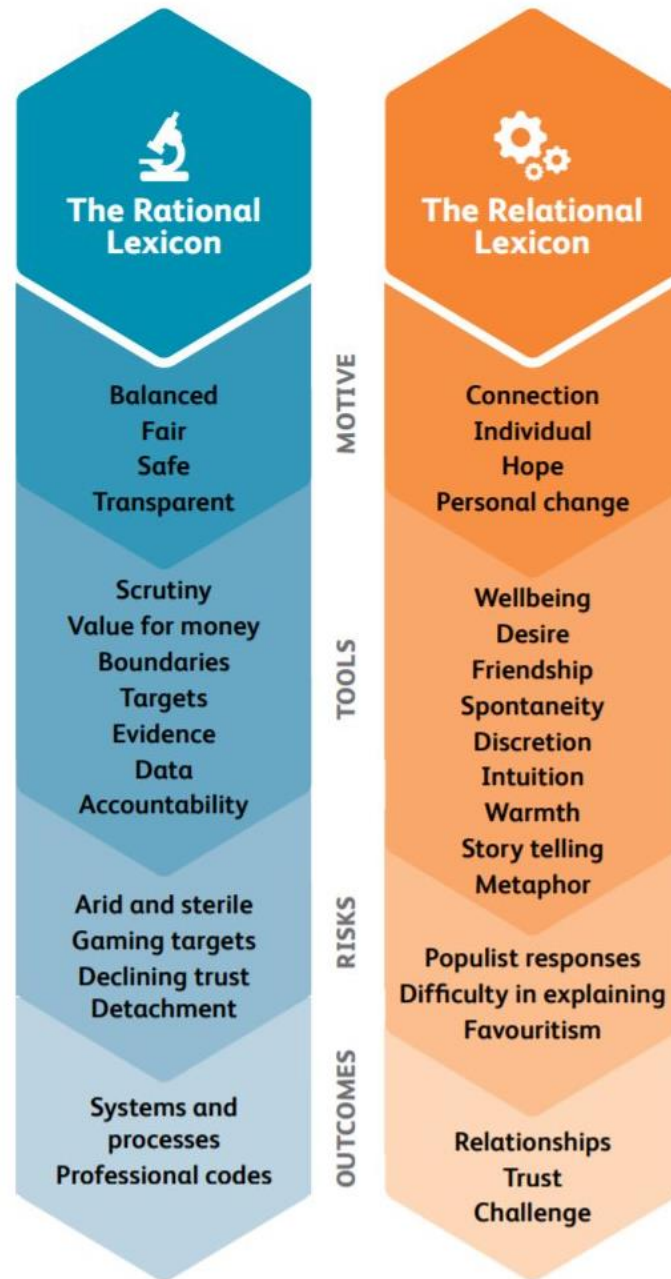 The Rational
Lexicon
Balanced
Fair
Safe
Transparent
Scrutiny
Value for money
Boundaries
Targets
Evidence
Data
Accountability
Arid and sterile
Gaming targets
Declining trust
Detachment
Systems and
processes
Professional codes
MOTIVE
TOOLS
RISKS
OUTCOMES
The Relational
Lexicon
Connection
Individual
Hope
Personal change
Wellbeing
Desire
Friendship
Spontaneity
Discretion
Intuition
Warmth
Story telling
Metaphor
Populist responses
Difficulty in explaining
Favouritism
Relationships
Trust
Challenge